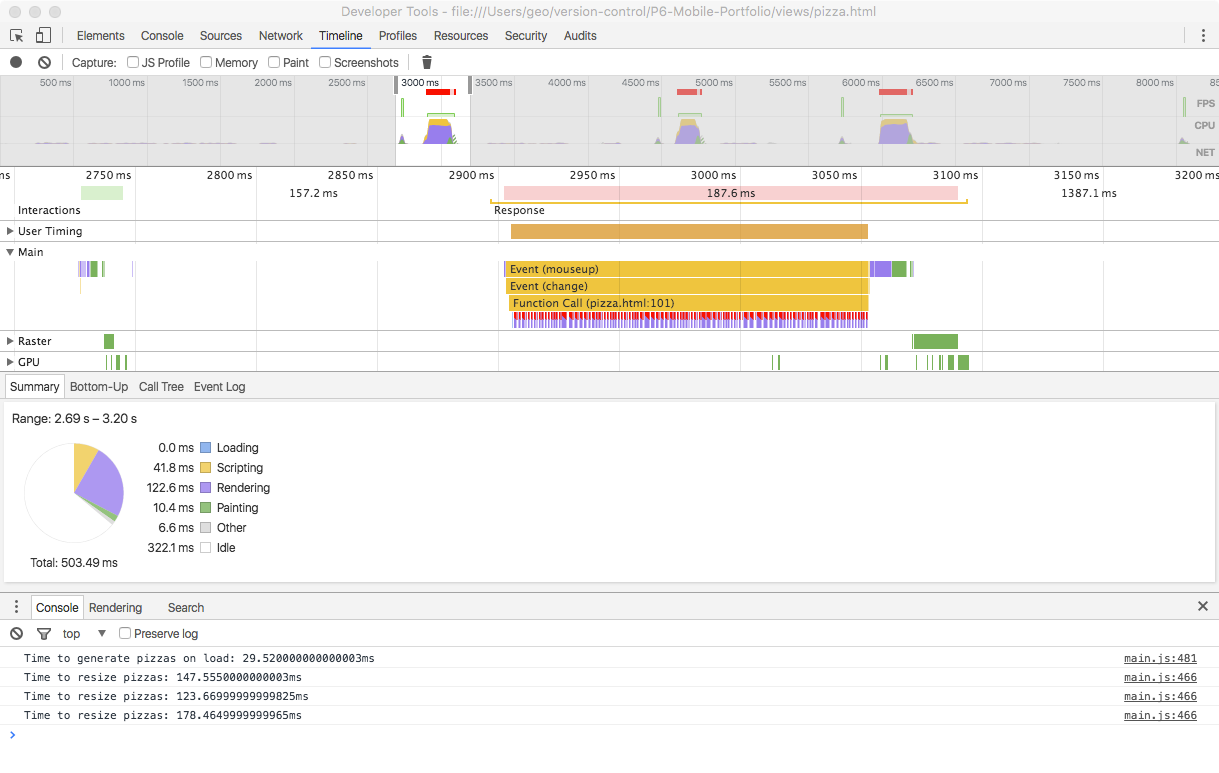 Developer Tools - file:///Users/geo/version-control/P6-Mobile-Portfolio/views/pizza.html
Elements Console Sources Network Timeline Profiles Resources Security Audits
Capture: JS Profile Memory Paint Screenshots
500 ms 1000 ms 1500 ms 2000 ms 2500 ms 3000 ms 3500 ms 4000 ms 4500 ms 5000 ms 5500 ms 6000 ms 6500 ms 7000 ms 7500 ms 8000 ms 85
FPS
CPU
NET
ms 2750 ms 2800 ms 2850 ms 2900 ms 2950 ms 3000 ms 3050 ms 3100 ms 3150 ms 3200 ms
157.2 ms 187.6 ms 1387.1 ms
Interactions Response
User Timing
Main
Event (mouseup)
Event (change)
Function Call (pizza.html:101)
Raster
GPU
Summary Bottom-Up Call Tree Event Log
Range: 2.69 s – 3.20 s
0.0 ms Loading
41.8 ms Scripting
122.6 ms Rendering
10.4 ms Painting
6.6 ms Other
322.1 ms Idle
Total: 503.49 ms
Console Rendering Search
top Preserve log
Time to generate pizzas on load: 29.520000000000003ms main.js:481
Time to resize pizzas: 147.5550000000003ms main.js:466
Time to resize pizzas: 123.66999999999825ms main.js:466
Time to resize pizzas: 178.4649999999965ms main.js:466